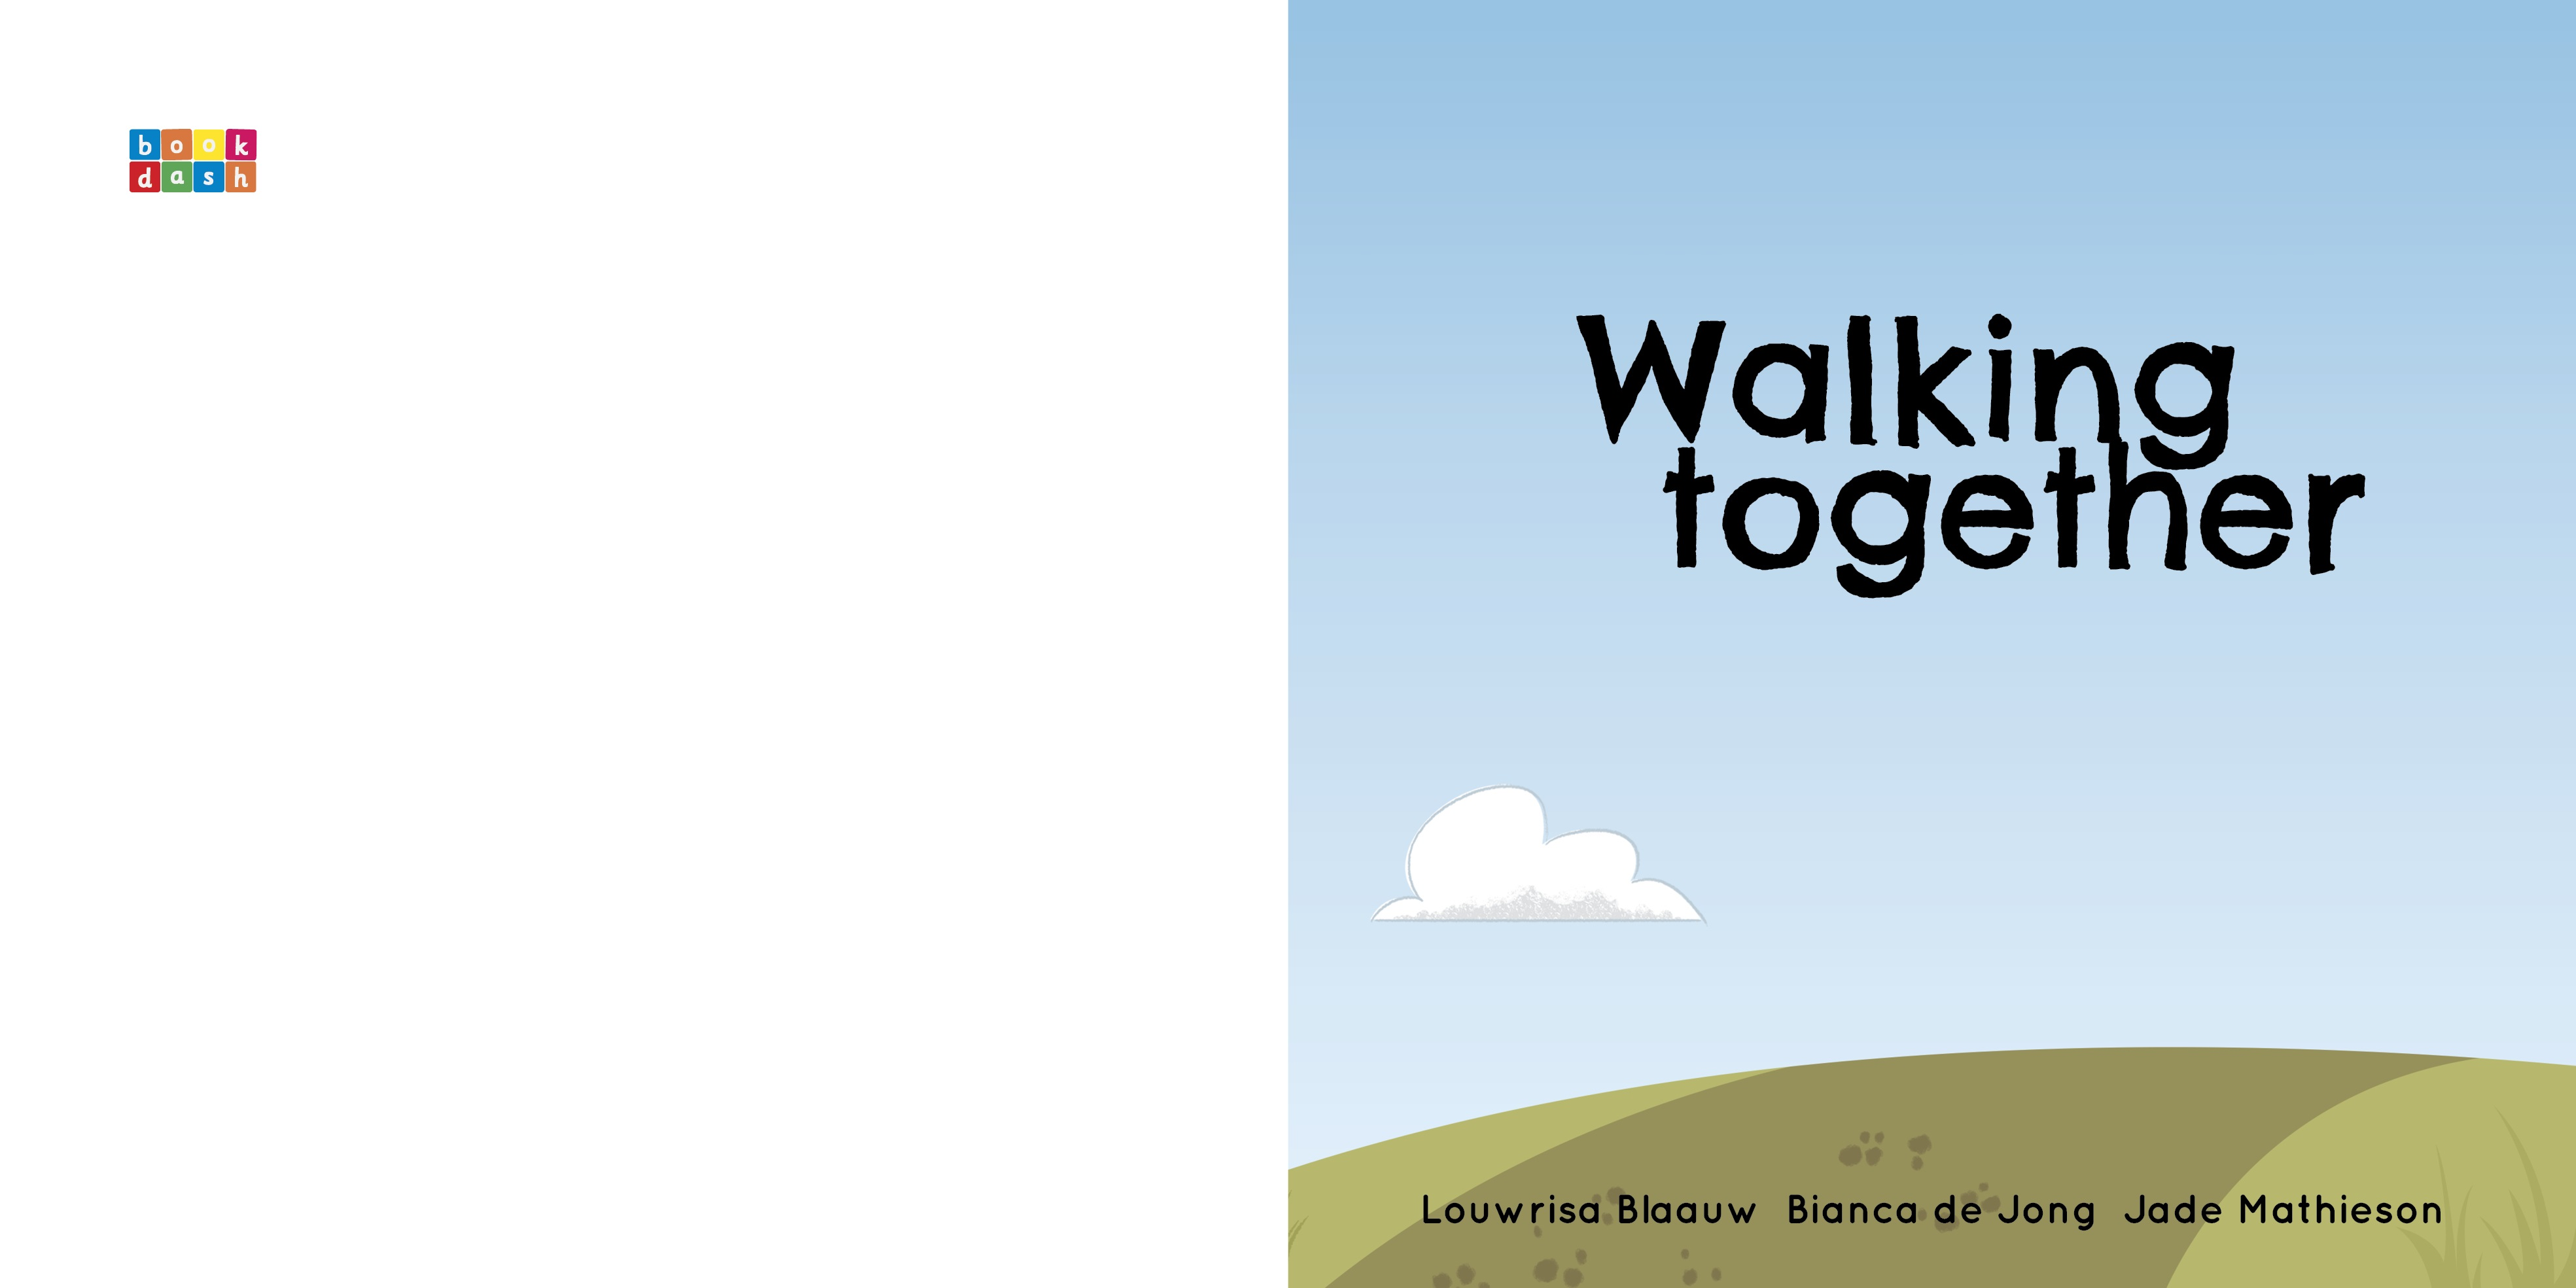 book
dash
Walking
together
Louwrisa Blaauw Bianca de Jong Jade Mathieson